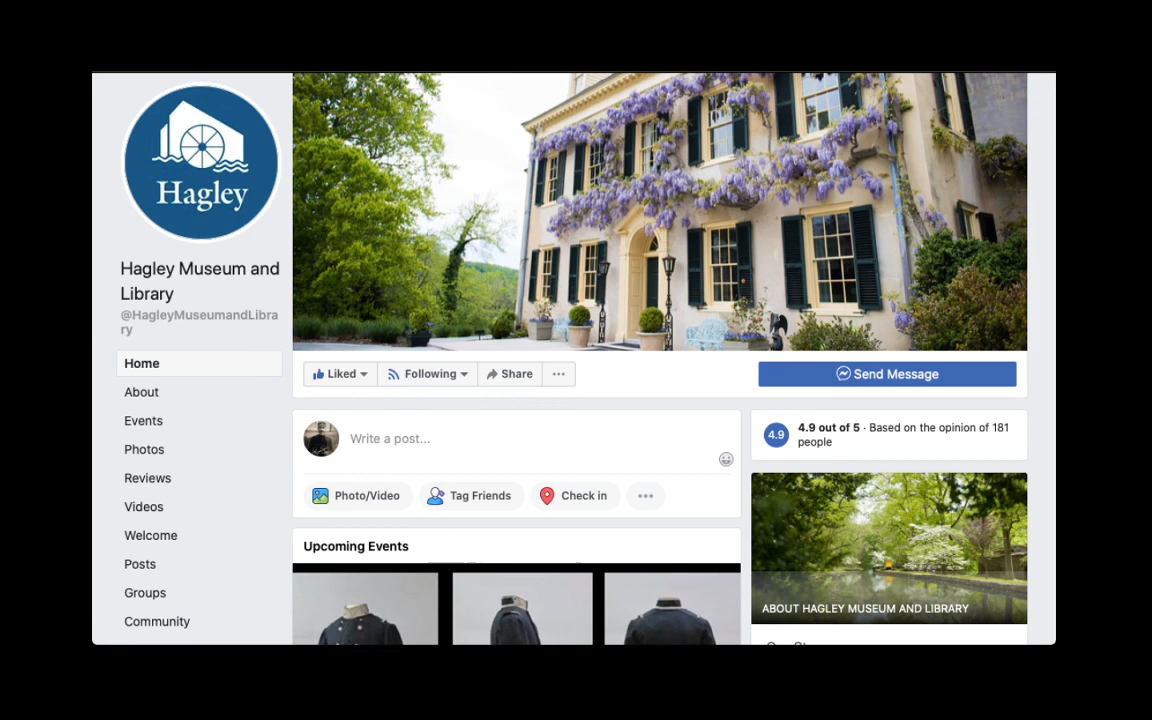 Hagley
Hagley Museum and
Library
@HagleyMuseumandLibra
ry
Home
About
Events
Photos
Reviews
Videos
Welcome
Posts
Groups
Community
Liked
Following
Share
Send Message
Write a post...
Photo/Video
Tag Friends
Check in
Upcoming Events
4.9
4.9 out of 5 · Based on the opinion of 181
people
ABOUT HAGLEY MUSEUM AND LIBRARY